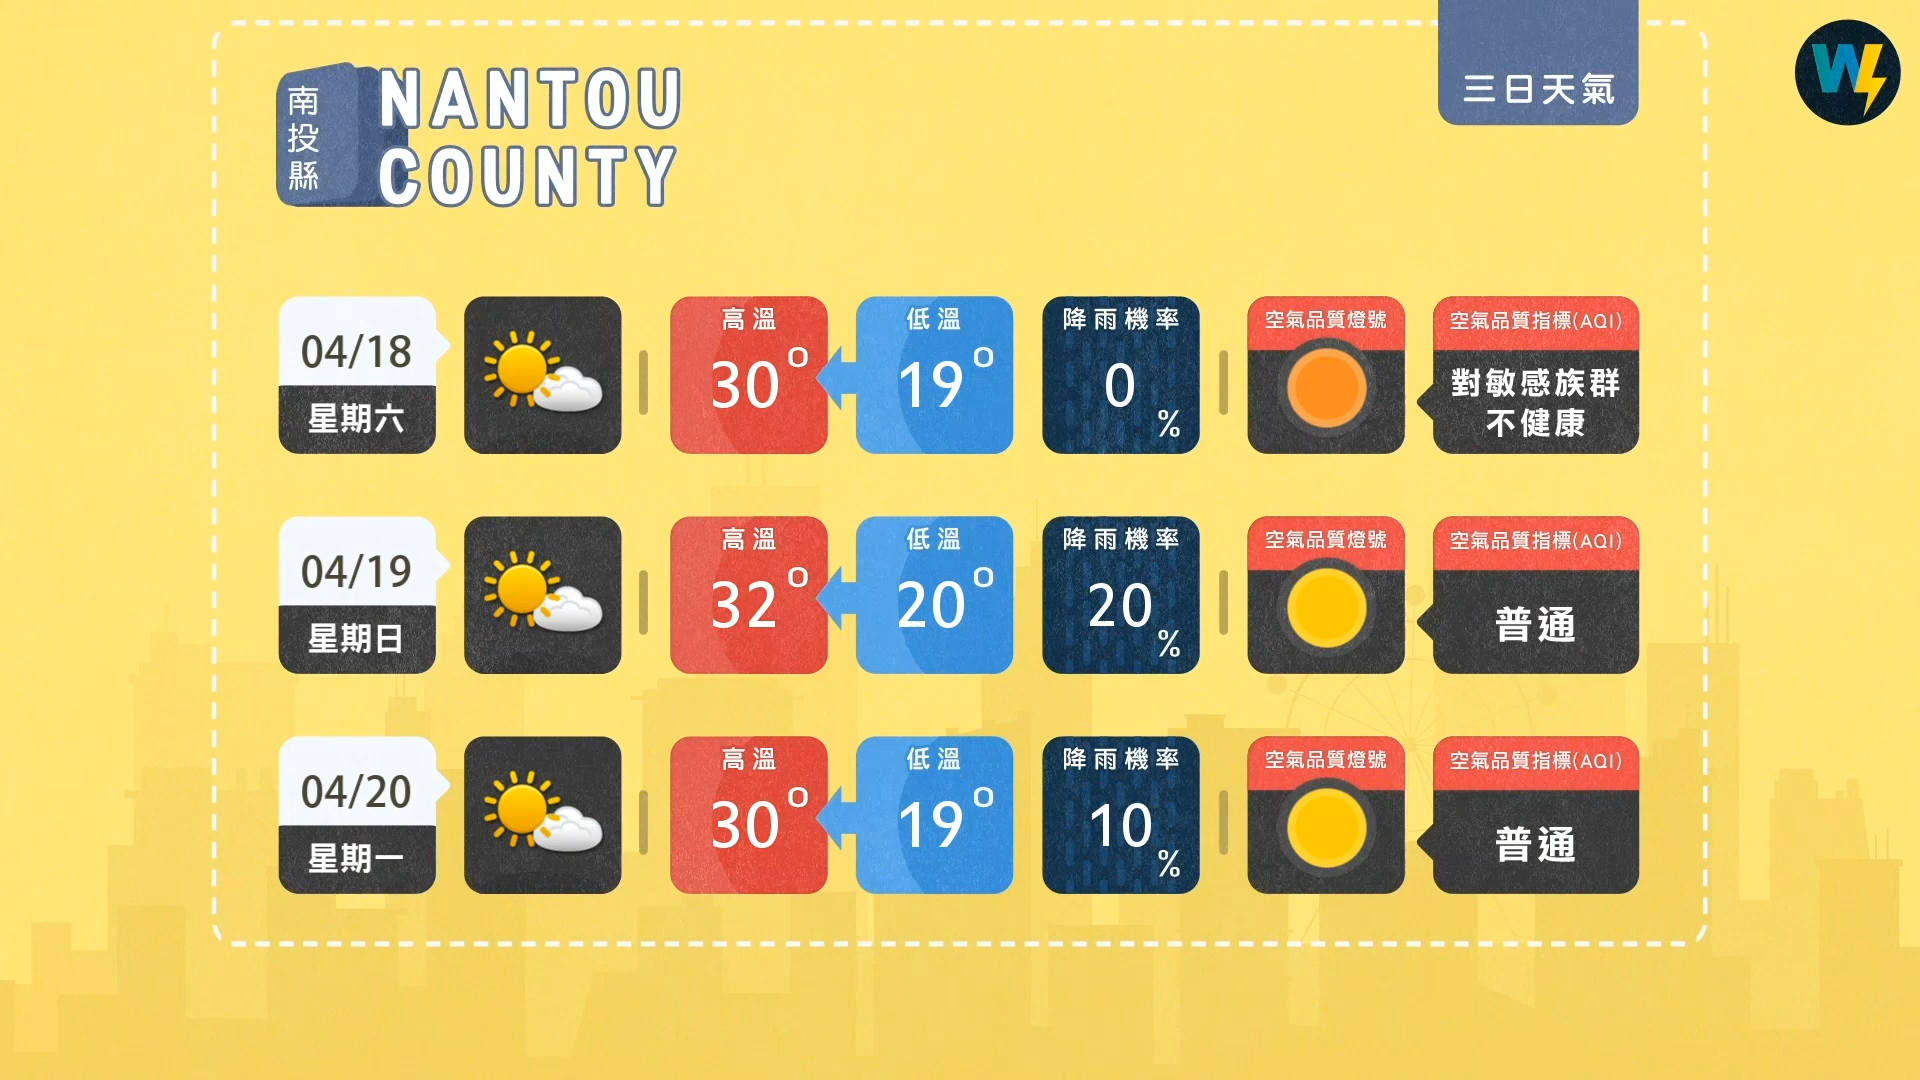 南投縣
NANTOU
COUNTY
三日天氣
W
04/18
星期六
高溫
30°
低溫
19°
降雨機率
0
%
空氣品質燈號
空氣品質指標(AQI)
對敏感族群
不健康
04/19
星期日
高溫
32°
低溫
20°
降雨機率
20
%
空氣品質燈號
空氣品質指標(AQI)
普通
04/20
星期一
高溫
30°
低溫
19°
降雨機率
10
%
空氣品質燈號
空氣品質指標(AQI)
普通